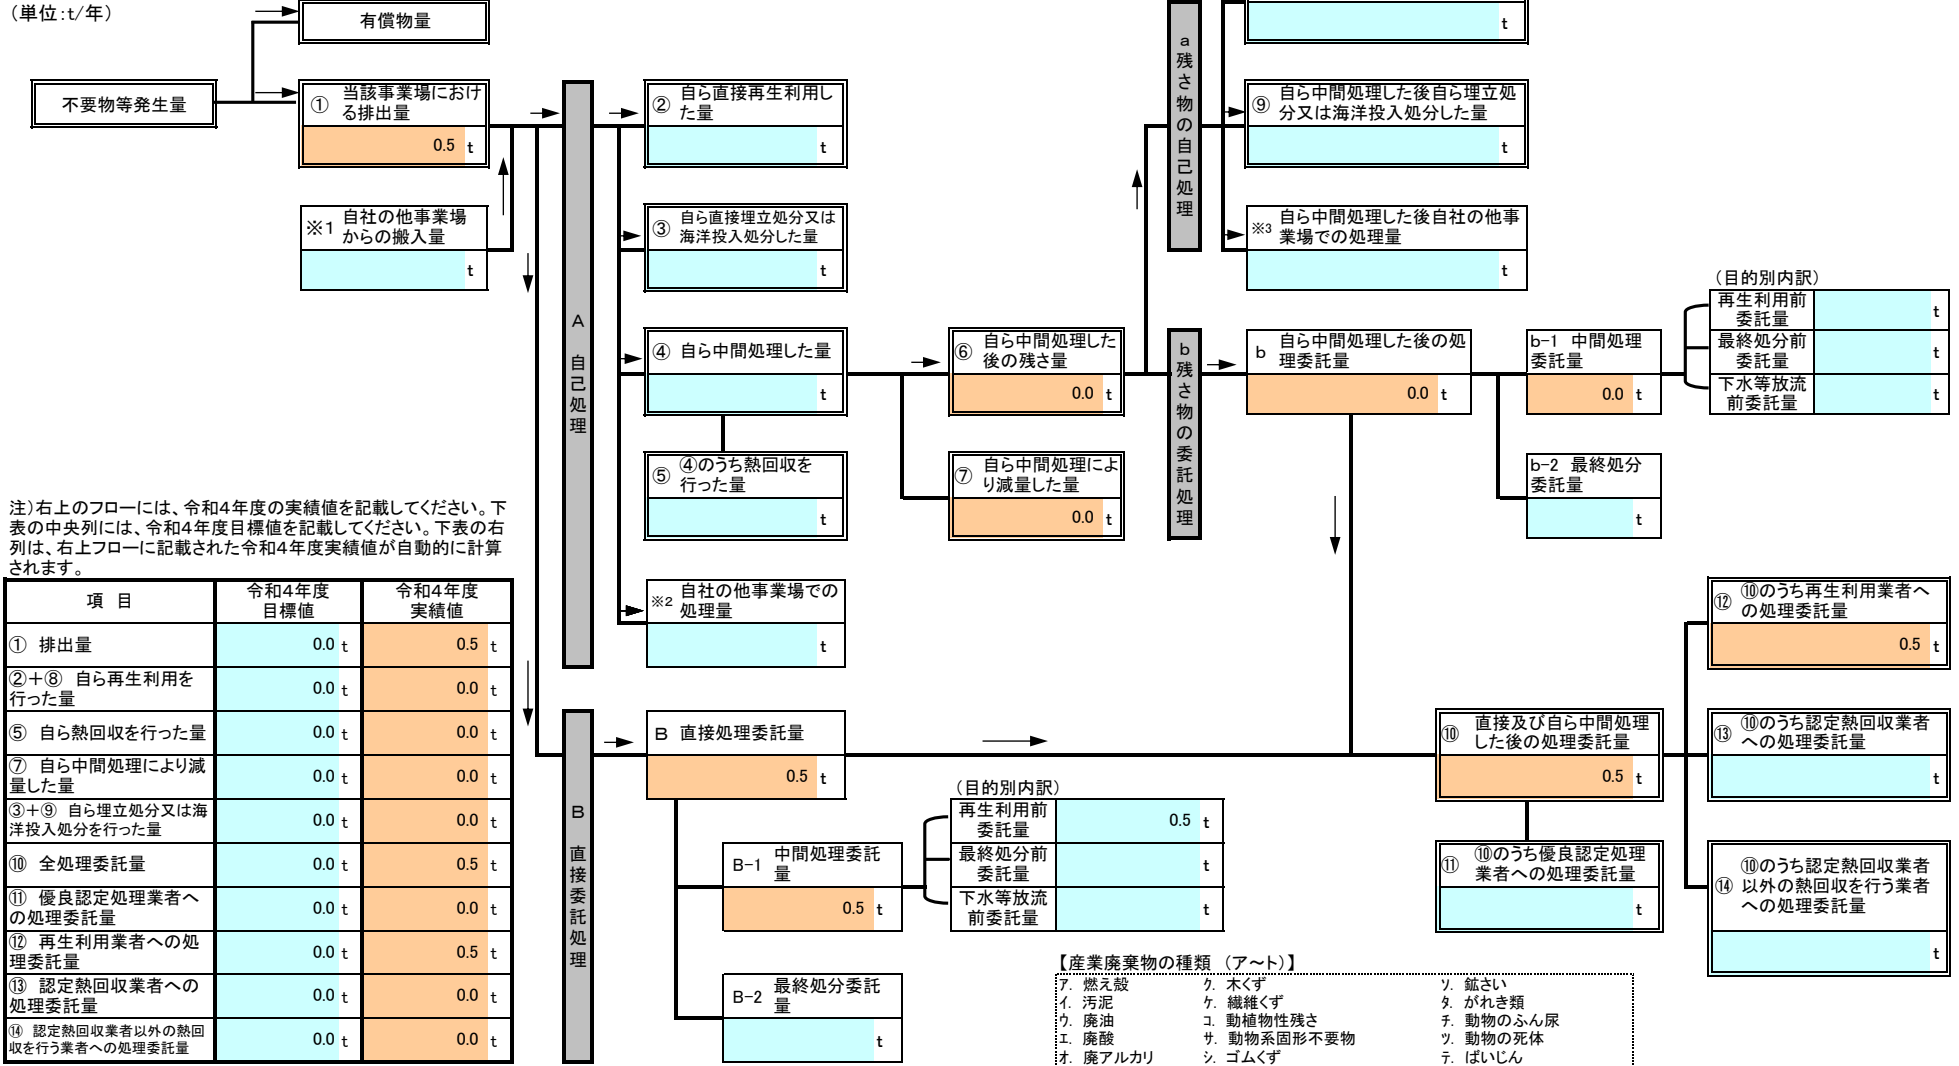 （単位：t/年）
有償物量
不要物等発生量
① 当該事業場におけ
る排出量
0.5 t
※1 自社の他事業場
からの搬入量
t
A 自己処理
② 自ら直接再生利用し
た量
t
③ 自ら直接埋立処分又は
海洋投入処分した量
t
④ 自ら中間処理した量
t
⑤ ④のうち熱回収を
行った量
t
※2 自社の他事業場での
処理量
t
⑥ 自ら中間処理した
後の残さ量
0.0 t
⑦ 自ら中間処理によ
り減量した量
0.0 t
a 残さ物の自己処理
t
⑨ 自ら中間処理した後自ら埋立処
分又は海洋投入処分した量
t
※3 自ら中間処理した後自社の他事
業場での処理量
t
b 残さ物の委託処理
b 自ら中間処理した後の処
理委託量
0.0 t
b-1 中間処理
委託量
0.0 t
b-2 最終処分
委託量
t
（目的別内訳）
再生利用前
委託量 t
最終処分前
委託量 t
下水等放流
前委託量 t
注）右上のフローには、令和4年度の実績値を記載してください。下
表の中央列には、令和4年度目標値を記載してください。下表の右
列は、右上フローに記載された令和4年度実績値が自動的に計算
されます。
項 目 令和4年度
目標値 令和4年度
実績値
① 排出量 0.0 t 0.5 t
②＋⑧ 自ら再生利用を
行った量 0.0 t 0.0 t
⑤ 自ら熱回収を行った量 0.0 t 0.0 t
⑦ 自ら中間処理により減
量した量 0.0 t 0.0 t
③＋⑨ 自ら埋立処分又は海
洋投入処分を行った量 0.0 t 0.0 t
⑩ 全処理委託量 0.0 t 0.5 t
⑪ 優良認定処理業者へ
の処理委託量 0.0 t 0.0 t
⑫ 再生利用業者への処
理委託量 0.0 t 0.5 t
⑬ 認定熱回収業者への
処理委託量 0.0 t 0.0 t
⑭ 認定熱回収業者以外の熱回
収を行う業者への処理委託量 0.0 t 0.0 t
B 直接委託処理
B 直接処理委託量
0.5 t
B-1 中間処理委託
量
0.5 t
B-2 最終処分委託
量
t
（目的別内訳）
再生利用前
委託量 0.5 t
最終処分前
委託量 t
下水等放流
前委託量 t
⑩ 直接及び自ら中間処理
した後の処理委託量
0.5 t
⑪ ⑩のうち優良認定処理
業者への処理委託量
t
⑫ ⑩のうち再生利用業者へ
の処理委託量
0.5 t
⑬ ⑩のうち認定熱回収業者
への処理委託量
t
⑭ ⑩のうち認定熱回収業者
以外の熱回収を行う業者
への処理委託量
t
【産業廃棄物の種類 （ア～ト）】
ｱ. 燃え殻 ｸ. 木くず ｿ. 鉱さい
ｲ. 汚泥 ｹ. 繊維くず ﾀ. がれき類
ｳ. 廃油 ｺ. 動植物性残さ ﾁ. 動物のふん尿
ｴ. 廃酸 ｻ. 動物系固形不要物 ﾂ. 動物の死体
ｵ. 廃アルカリ ｼ. ゴムくず ﾃ. ばいじん